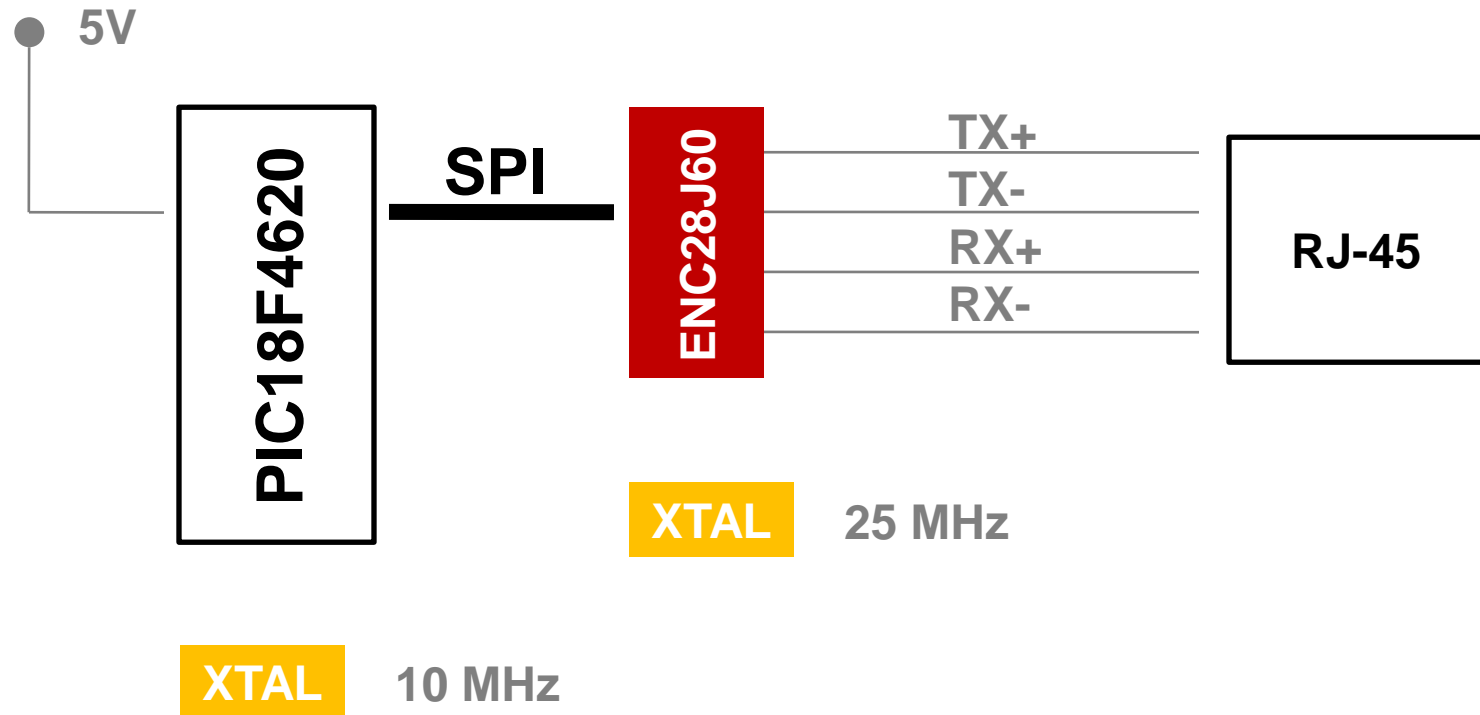 5V
PIC18F4620
SPI
ENC28J60
TX+
TX-
RX+
RX-
RJ-45
XTAL
25 MHz
XTAL
10 MHz